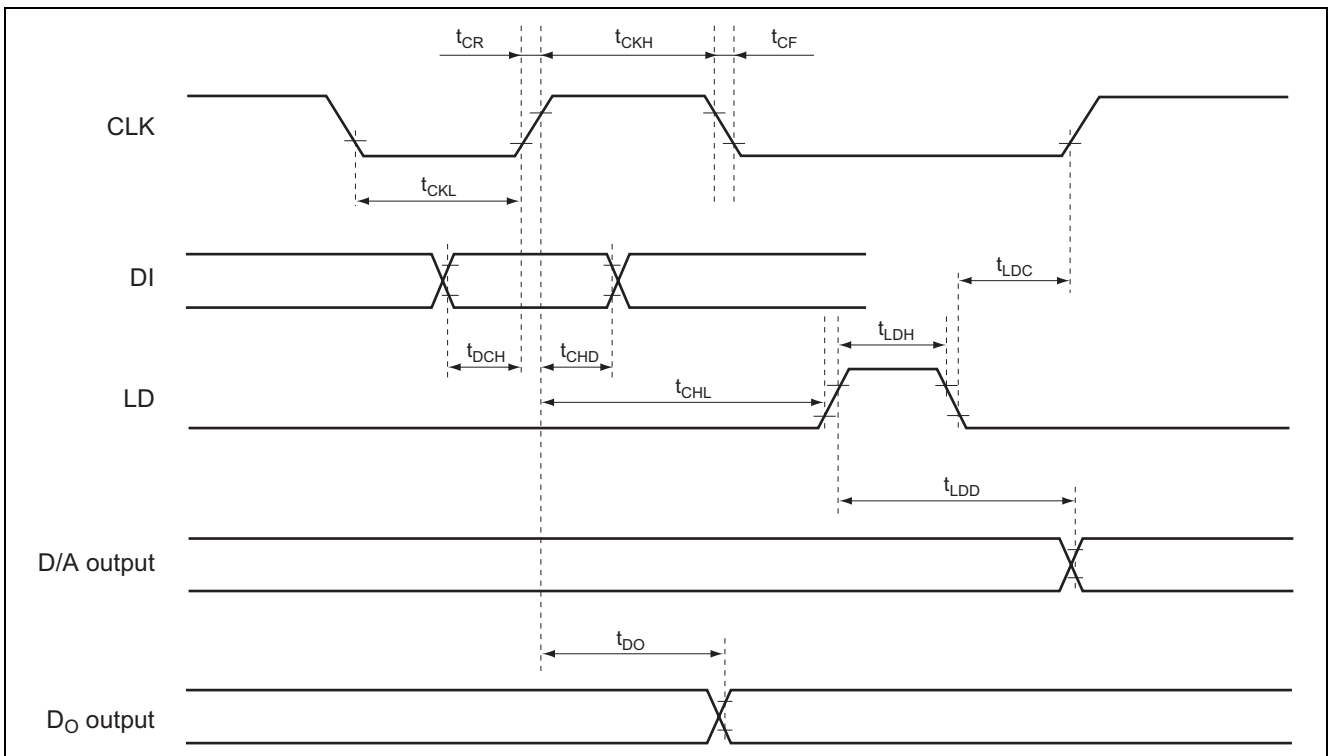 tCR
tCKH
tCF
CLK
tCKL
DI
tLDC
tDCH
tCHD
tLDH
LD
tCHL
tLDD
D/A output
tDO
DO output